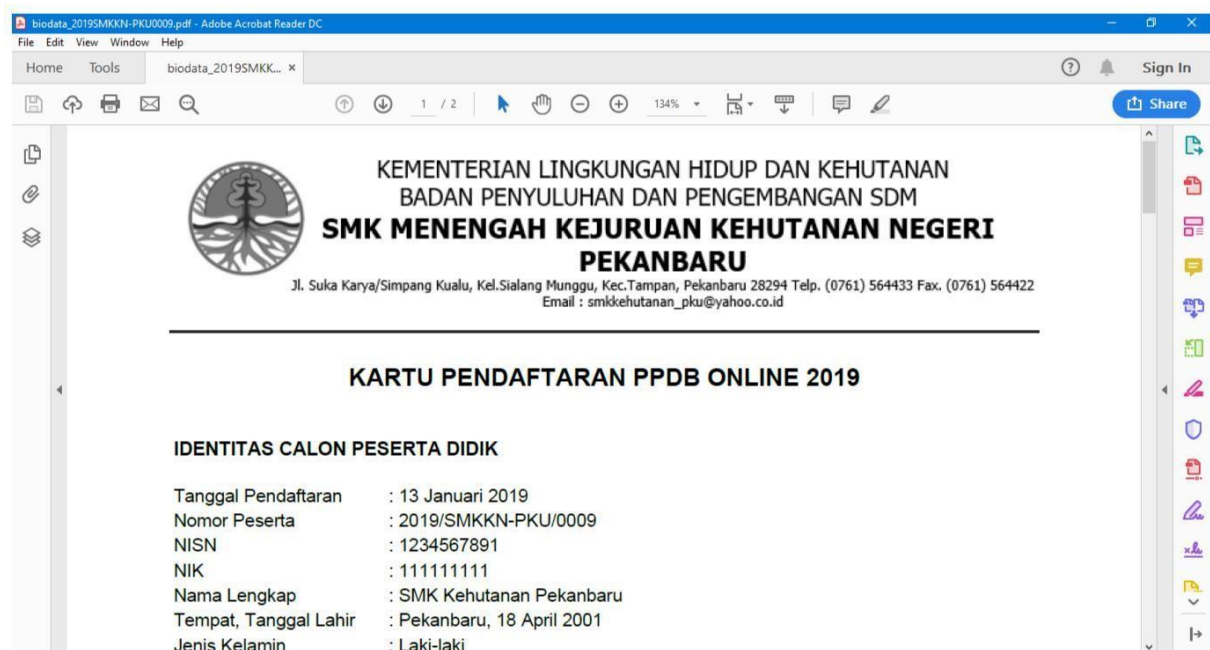 biodata_2019SMKKN-PKU0009.pdf - Adobe Acrobat Reader DC
File Edit View Window Help
Home Tools biodata_2019SMKK... × Sign In
1 / 2 134% Share
KEMENTERIAN LINGKUNGAN HIDUP DAN KEHUTANAN
BADAN PENYULUHAN DAN PENGEMBANGAN SDM
SMK MENENGAH KEJURUAN KEHUTANAN NEGERI
PEKANBARU
Jl. Suka Karya/Simpang Kualu, Kel.Sialang Munggu, Kec.Tampan, Pekanbaru 28294 Telp. (0761) 564433 Fax. (0761) 564422
Email : smkkehutanan_pku@yahoo.co.id
KARTU PENDAFTARAN PPDB ONLINE 2019
IDENTITAS CALON PESERTA DIDIK
Tanggal Pendaftaran : 13 Januari 2019
Nomor Peserta : 2019/SMKKN-PKU/0009
NISN : 1234567891
NIK : 111111111
Nama Lengkap : SMK Kehutanan Pekanbaru
Tempat, Tanggal Lahir : Pekanbaru, 18 April 2001
Jenis Kelamin : Laki-laki